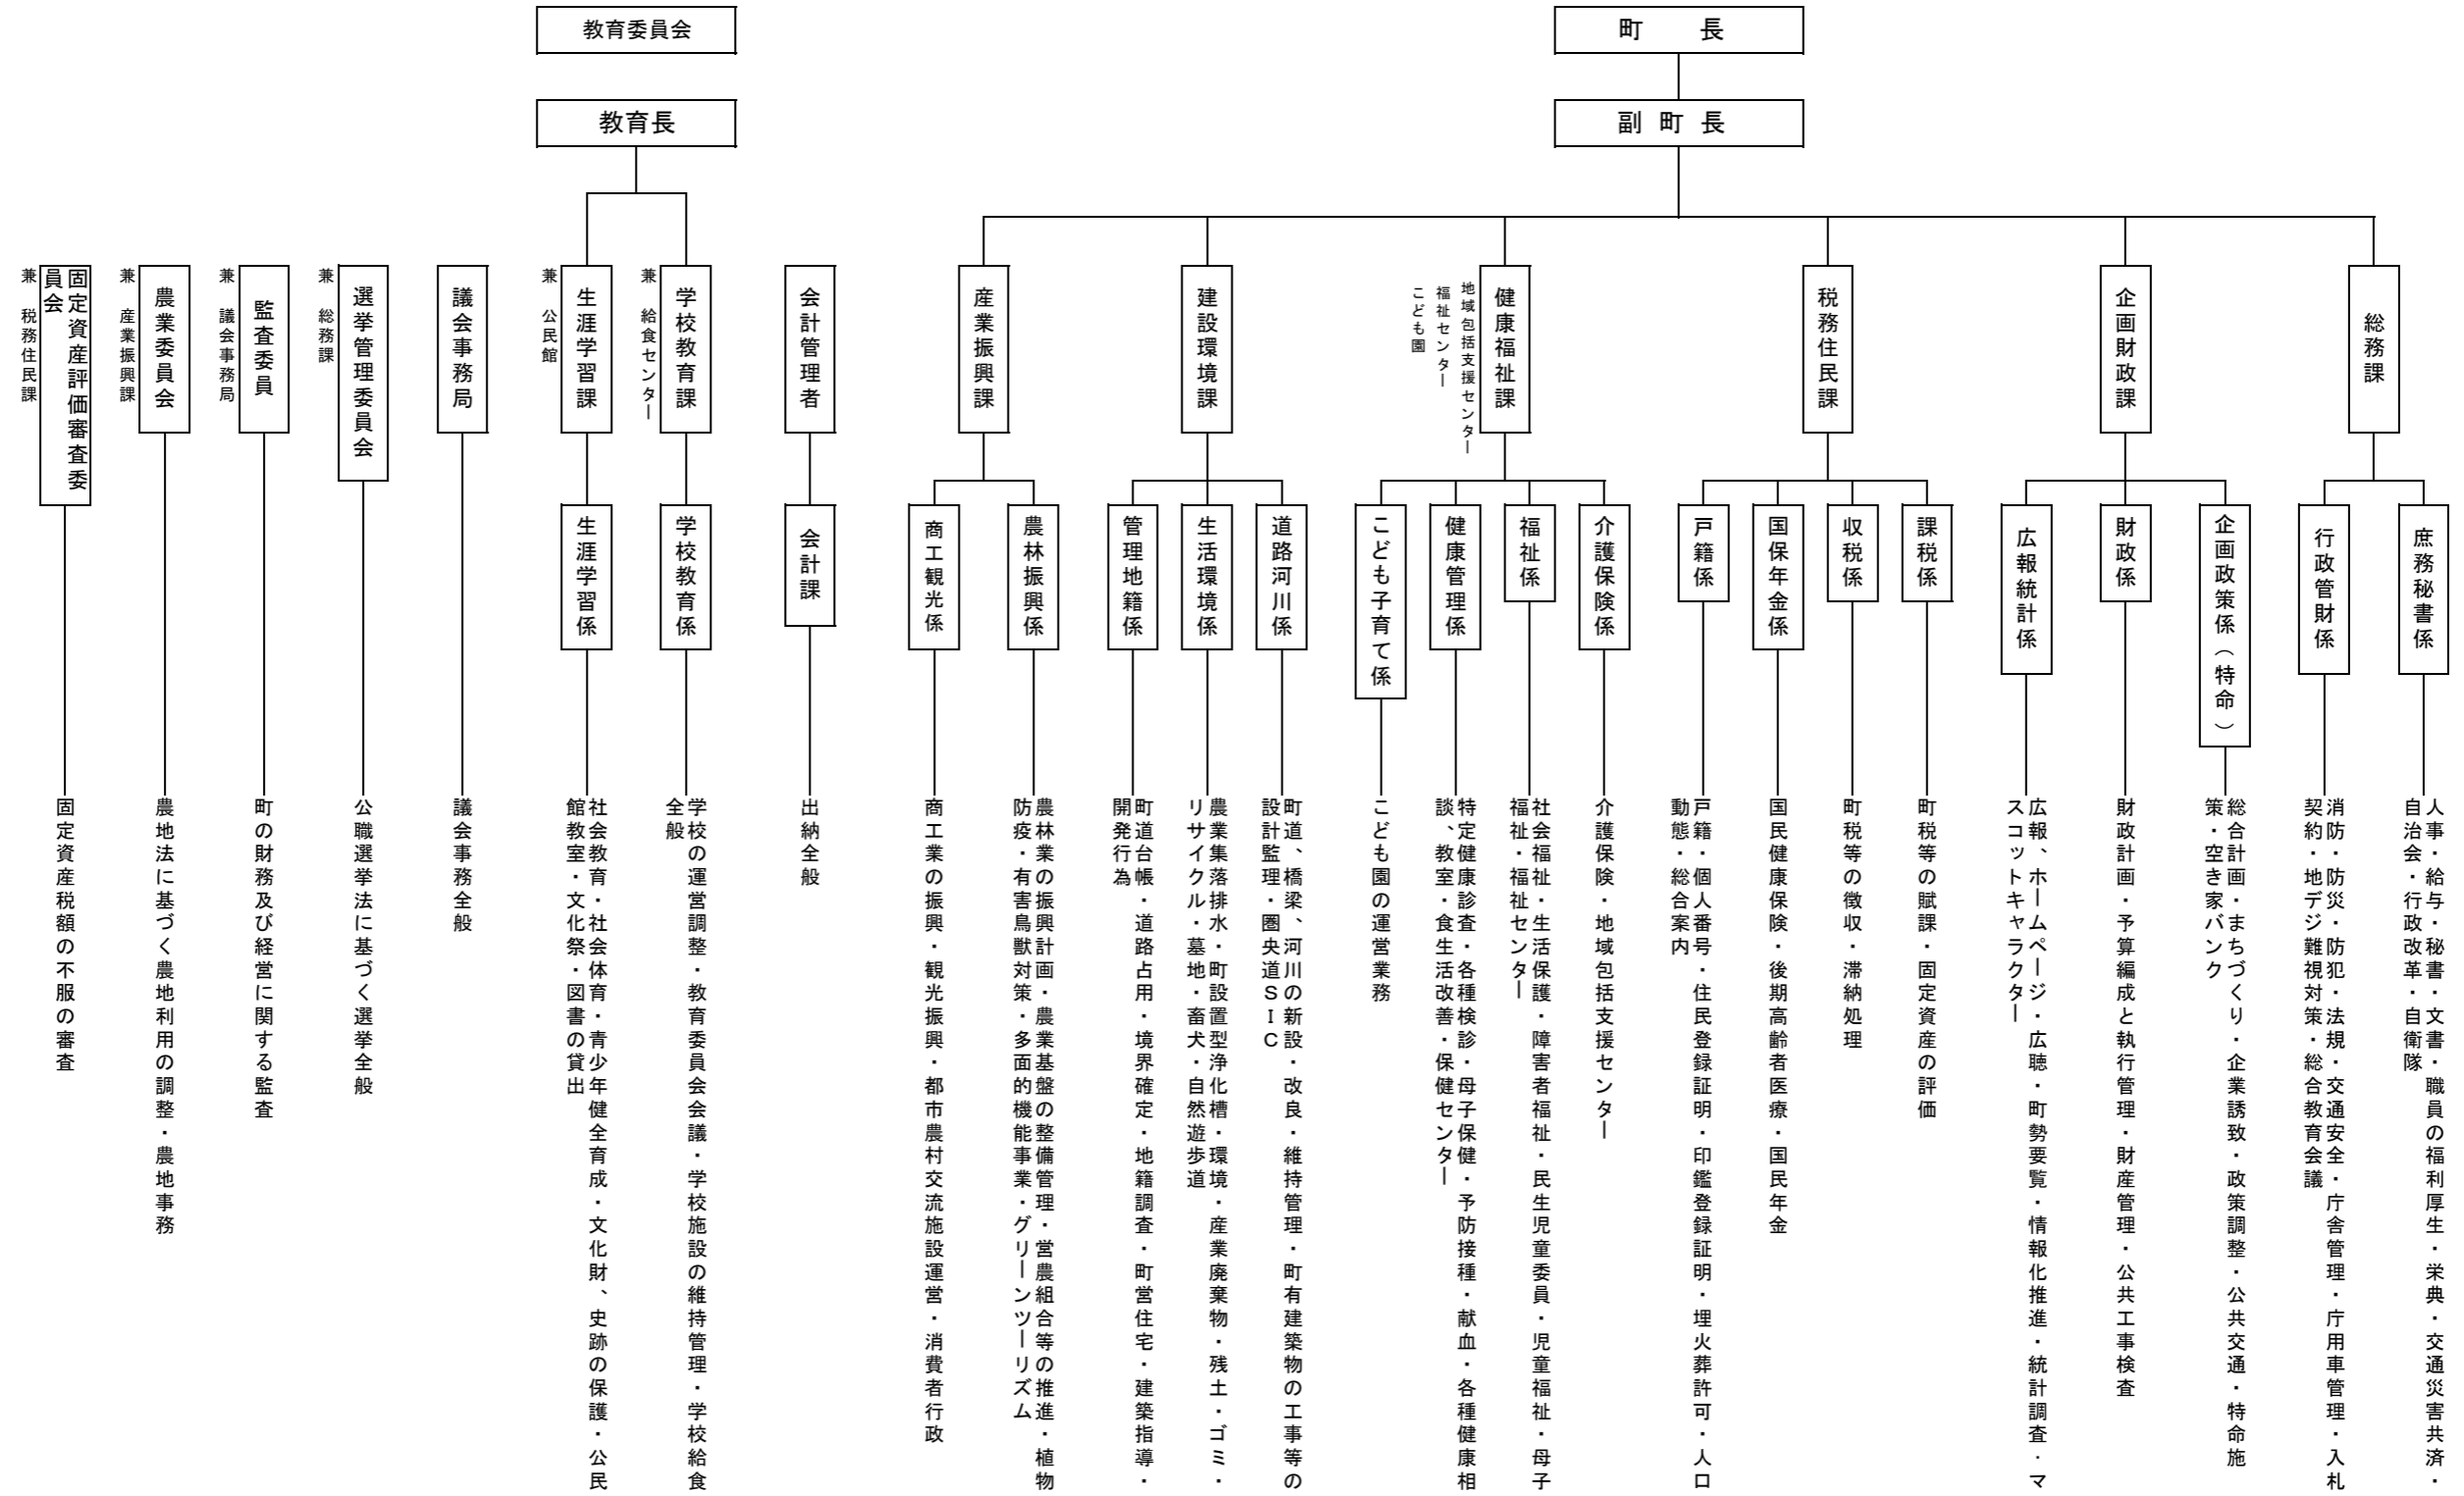 教育委員会
町　　長
教育長
副　町　長
総務課
企画財政課
税務住民課
健康福祉課
地域包括支援センター
福祉センター
こども園
建設環境課
産業振興課
会計管理者
学校教育課
兼　給食センター
生涯学習課
兼　公民館
議会事務局
選挙管理委員会
兼　総務課
監査委員
兼　議会事務局
農業委員会
兼　産業振興課
固定資産評価審査委
員会
兼　税務住民課
庶務秘書係
行政管財係
企画政策係（特命）
財政係
広報統計係
課税係
収税係
国保年金係
戸籍係
介護保険係
福祉係
健康管理係
こども子育て係
道路河川係
生活環境係
管理地籍係
農林振興係
商工観光係
会計課
学校教育係
生涯学習係
人事・給与・秘書・文書・職員の福利厚生・栄典・交通災害共済・
自治会・行政改革・自衛隊
消防・防災・防犯・法規・交通安全・庁舎管理・庁用車管理・入札
契約・地デジ難視対策・総合教育会議
総合計画・まちづくり・企業誘致・政策調整・公共交通・特命施
策・空き家バンク
財政計画・予算編成と執行管理・財産管理・公共工事検査
広報、ホームページ・広聴・町勢要覧・情報化推進・統計調査・マ
スコットキャラクター
町税等の賦課・固定資産の評価
町税等の徴収・滞納処理
国民健康保険・後期高齢者医療・国民年金
戸籍・個人番号・住民登録証明・印鑑登録証明・埋火葬許可・人口
動態・総合案内
介護保険・地域包括支援センター
社会福祉・生活保護・障害者福祉・民生児童委員・児童福祉・母子
福祉・福祉センター
特定健康診査・各種検診・母子保健・予防接種・献血・各種健康相
談、教室・食生活改善・保健センター
こども園の運営業務
町道、橋梁、河川の新設・改良・維持管理・町有建築物の工事等の
設計監理・圏央道ＳＩＣ
農業集落排水・町設置型浄化槽・環境・産業廃棄物・残土・ゴミ・
リサイクル・墓地・畜犬・自然遊歩道
町道台帳・道路占用・境界確定・地籍調査・町営住宅・建築指導・
開発行為
農林業の振興計画・農業基盤の整備管理・営農組合等の推進・植物
防疫・有害鳥獣対策・多面的機能事業・グリーンツーリズム
商工業の振興・観光振興・都市農村交流施設運営・消費者行政
出納全般
学校の運営調整・教育委員会会議・学校施設の維持管理・学校給食
全般
社会教育・社会体育・青少年健全育成・文化財、史跡の保護・公民
館教室・文化祭・図書の貸出
議会事務全般
公職選挙法に基づく選挙全般
町の財務及び経営に関する監査
農地法に基づく農地利用の調整・農地事務
固定資産税額の不服の審査